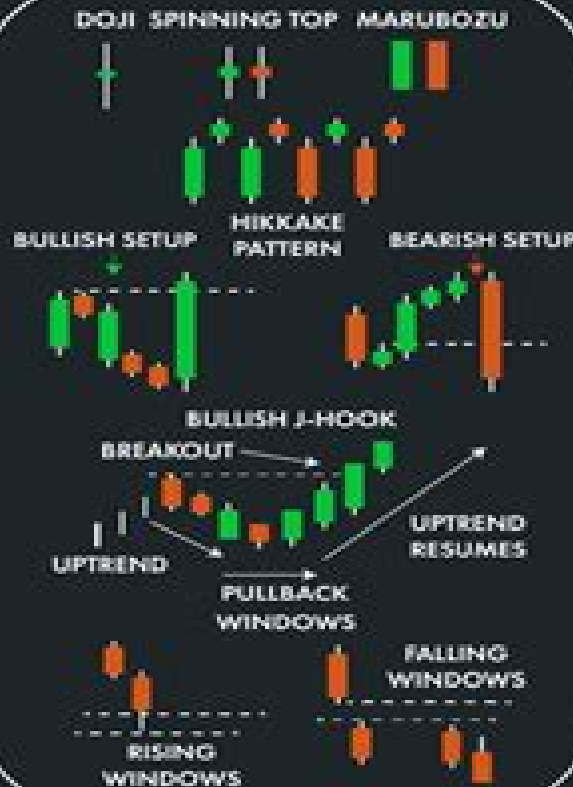 DOJI SPINNING TOP MARUBOZU
HIKKAKE
PATTERN
BULLISH SETUP
BEARISH SETUP
BULLISH J-HOOK
BREAKOUT
UPTREND
RESUMES
UPTREND
PULLBACK
WINDOWS
FALLING
WINDOWS
RISING
WINDOWS